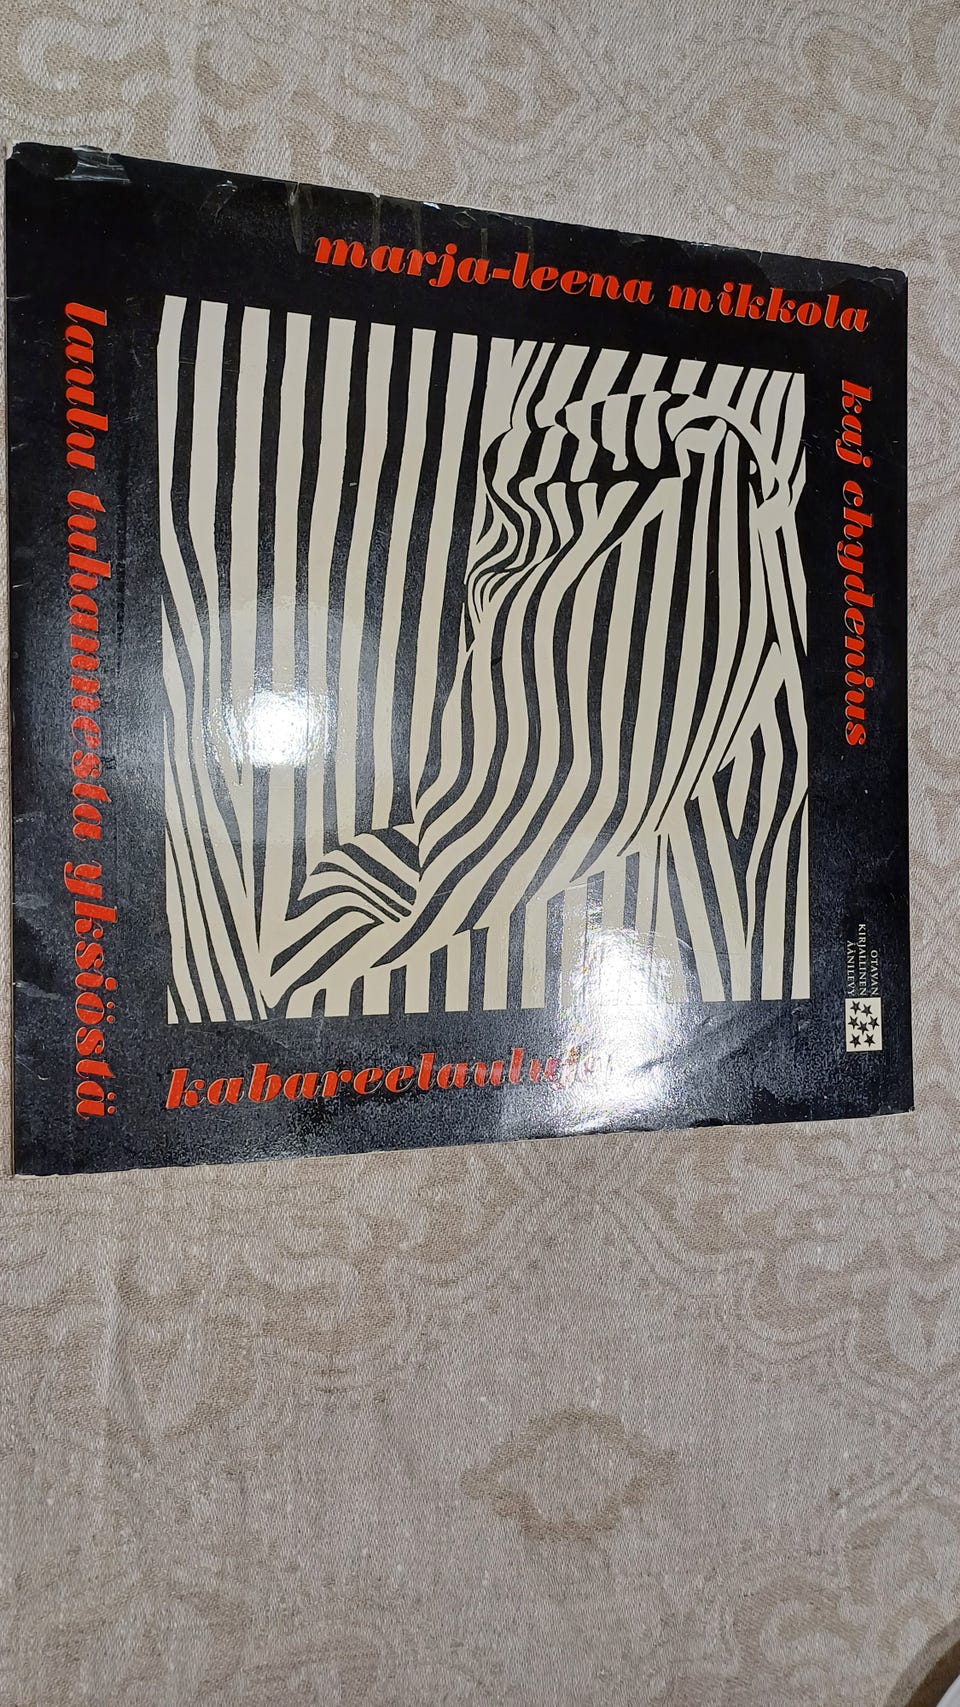 marja-leena mikkola
kaj chydenius
laulu tuhannesta yksiöstä
kabareelauluja
OTAVAN
KIRJALLINEN
ÄÄNILEVY